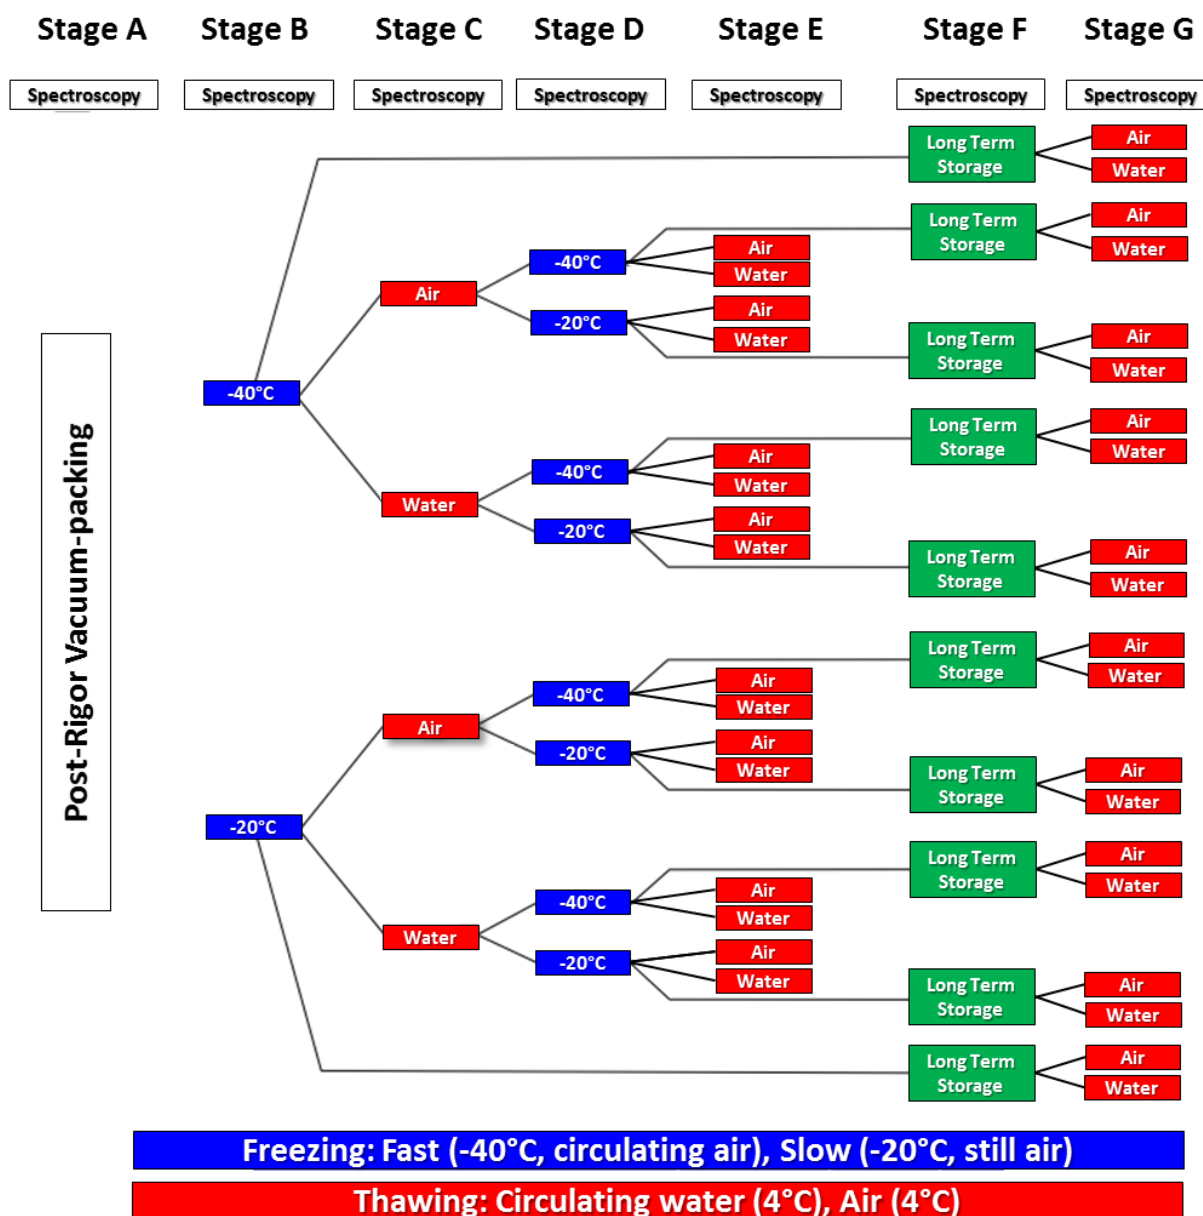 Stage A Stage B Stage C Stage D Stage E Stage F Stage G
Spectroscopy Spectroscopy Spectroscopy Spectroscopy Spectroscopy Spectroscopy Spectroscopy
Post-Rigor Vacuum-packing
-40°C
-20°C
Air
Water
Air
Water
-40°C
-20°C
-40°C
-20°C
-40°C
-20°C
-40°C
-20°C
Air
Water
Air
Water
Air
Water
Air
Water
Air
Water
Air
Water
Air
Water
Air
Water
Long Term
Storage
Long Term
Storage
Long Term
Storage
Long Term
Storage
Long Term
Storage
Long Term
Storage
Long Term
Storage
Long Term
Storage
Long Term
Storage
Long Term
Storage
Air
Water
Air
Water
Air
Water
Air
Water
Air
Water
Air
Water
Air
Water
Air
Water
Air
Water
Air
Water
Freezing: Fast (-40°C, circulating air), Slow (-20°C, still air)
Thawing: Circulating water (4°C), Air (4°C)